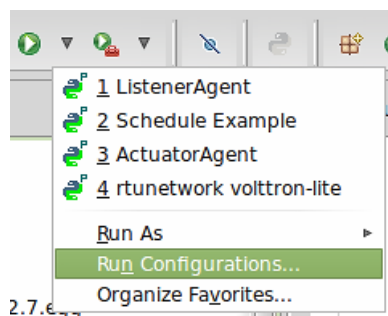 1 ListenerAgent
2 Schedule Example
3 ActuatorAgent
4 rtunetwork volttron-lite
Run As
Run Configurations...
Organize Favorites...